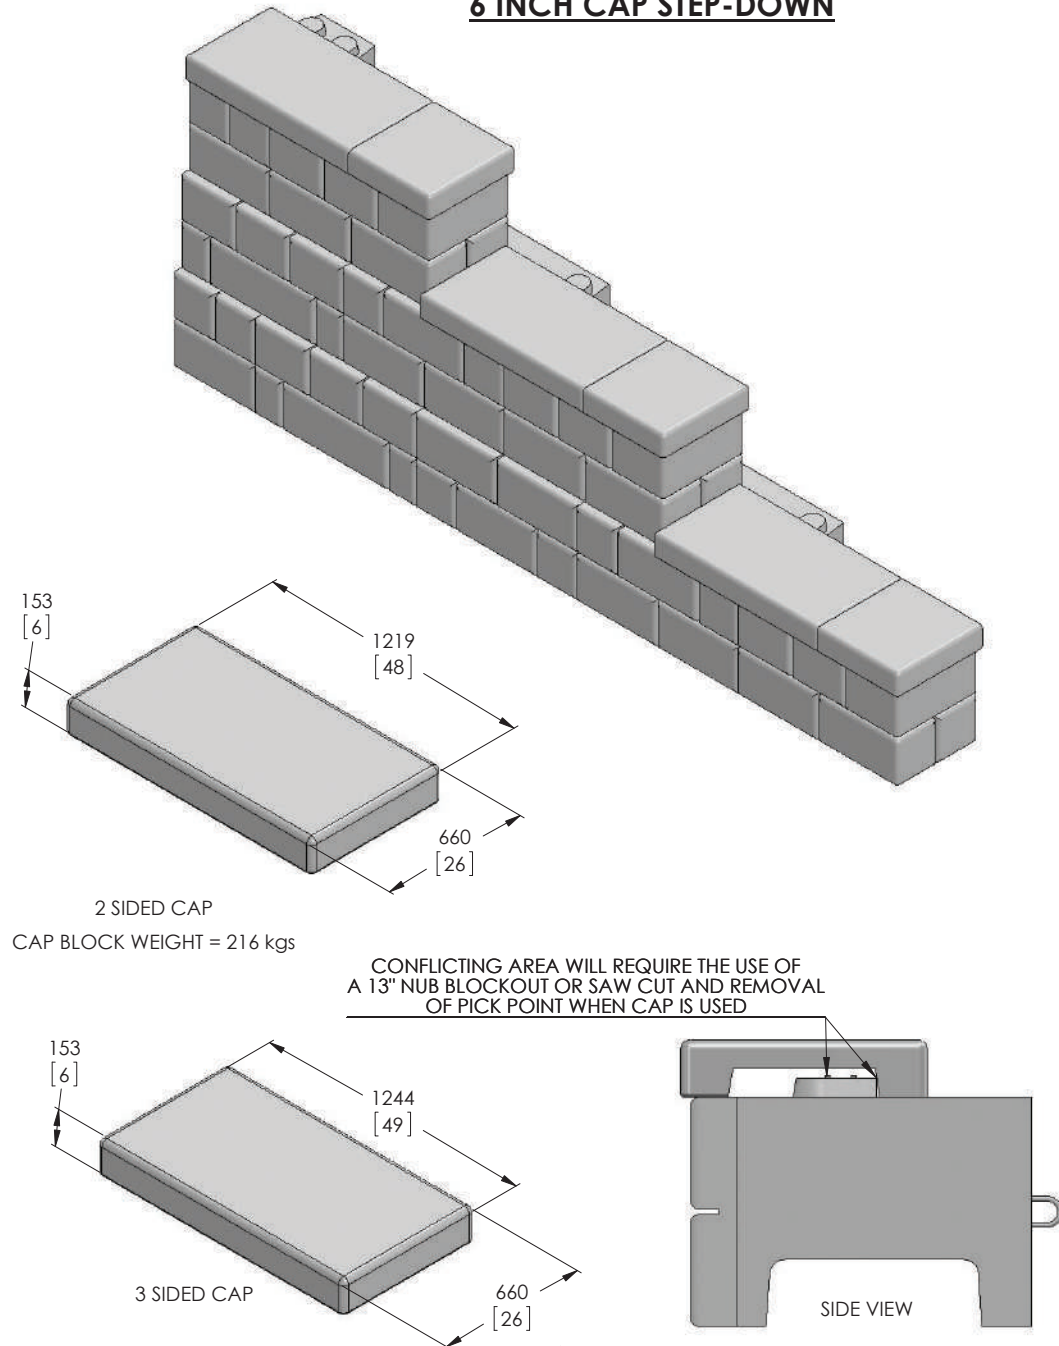 6 INCH CAP STEP-DOWN
153
[6]
1219
[48]
660
[26]
2 SIDED CAP
CAP BLOCK WEIGHT = 216 kgs
CONFLICTING AREA WILL REQUIRE THE USE OF
A 13" NUB BLOCKOUT OR SAW CUT AND REMOVAL
OF PICK POINT WHEN CAP IS USED
153
[6]
1244
[49]
660
[26]
3 SIDED CAP
SIDE VIEW